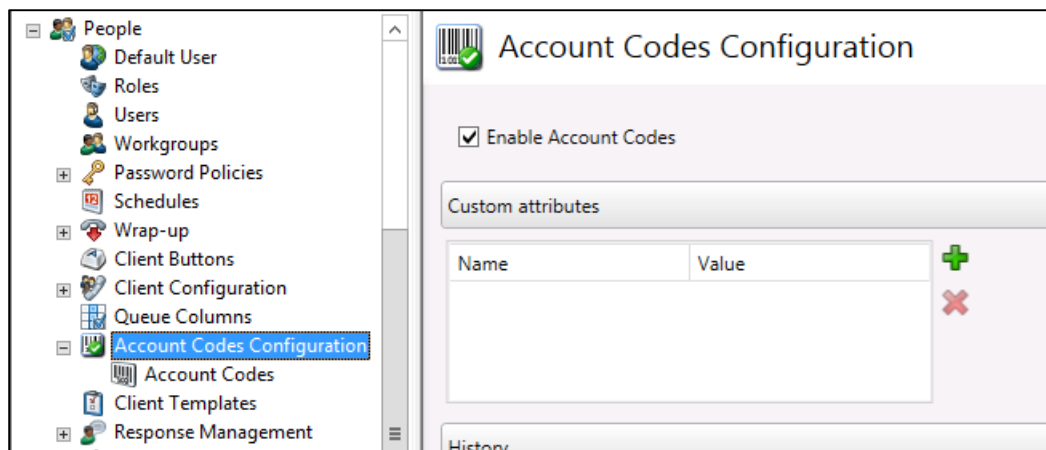 People
Default User
Roles
Users
Workgroups
Password Policies
Schedules
Wrap-up
Client Buttons
Client Configuration
Queue Columns
Account Codes Configuration
Account Codes
Client Templates
Response Management
Account Codes Configuration
Enable Account Codes
Custom attributes
Name Value
History